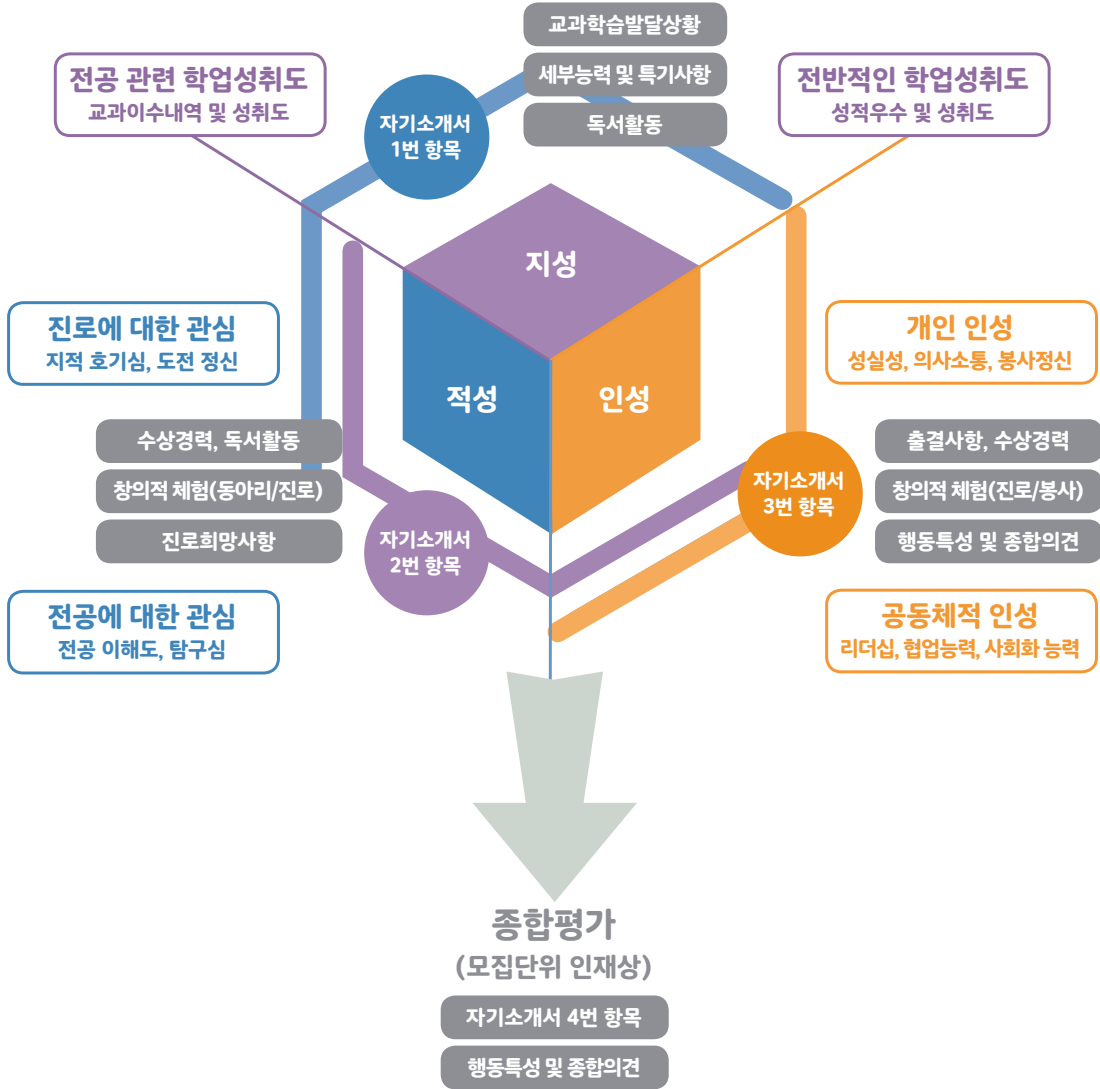 교과학습발달상황
세부능력 및 특기사항
독서활동
전공 관련 학업성취도
교과이수내역 및 성취도
전반적인 학업성취도
성적우수 및 성취도
자기소개서
1번 항목
지성
적성
인성
진로에 대한 관심
지적 호기심, 도전 정신
수상경력, 독서활동
창의적 체험(동아리/진로)
진로희망사항
전공에 대한 관심
전공 이해도, 탐구심
자기소개서
2번 항목
개인 인성
성실성, 의사소통, 봉사정신
자기소개서
3번 항목
출결사항, 수상경력
창의적 체험(진로/봉사)
행동특성 및 종합의견
공동체적 인성
리더십, 협업능력, 사회화 능력
종합평가
(모집단위 인재상)
자기소개서 4번 항목
행동특성 및 종합의견